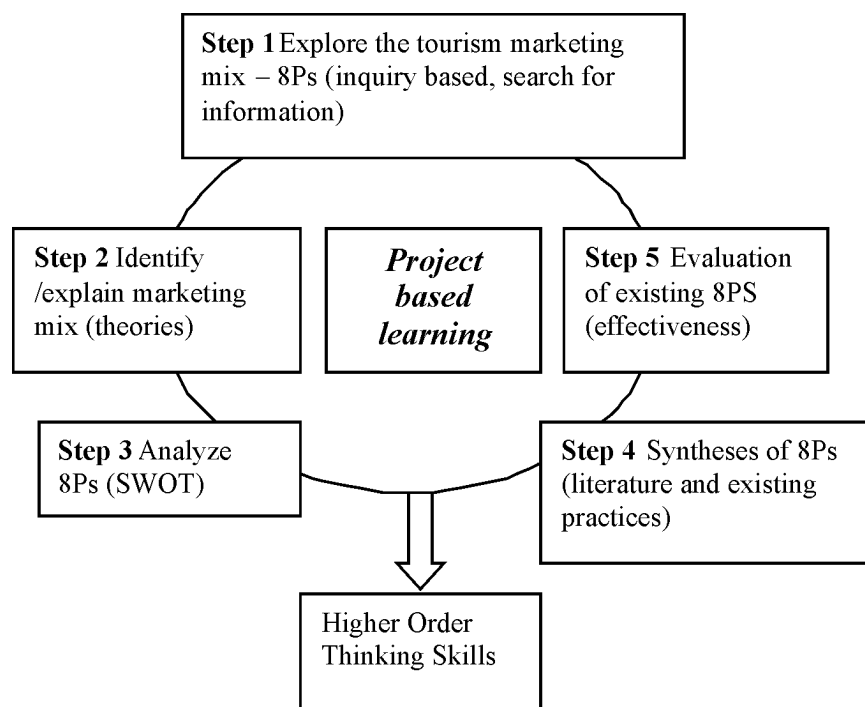 Step 1 Explore the tourism marketing
mix – 8Ps (inquiry based, search for
information)
Step 2 Identify
/explain marketing
mix (theories)
Project
based
learning
Step 5 Evaluation
of existing 8PS
(effectiveness)
Step 3 Analyze
8Ps (SWOT)
Step 4 Syntheses of 8Ps
(literature and existing
practices)
Higher Order
Thinking Skills